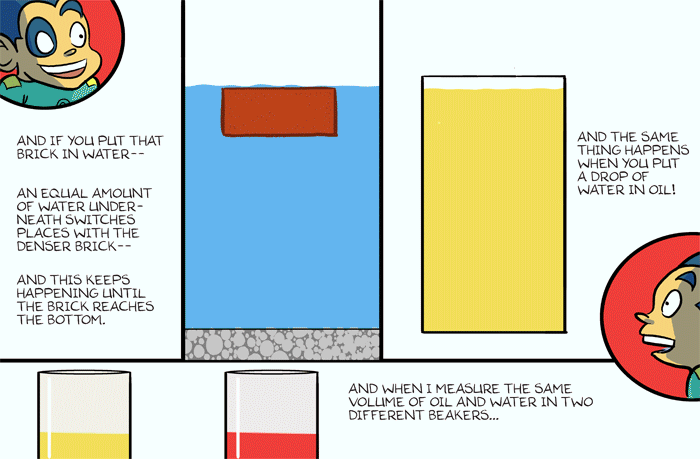 AND IF YOU PUT THAT
BRICK IN WATER--
AN EQUAL AMOUNT
OF WATER UNDER-
NEATH SWITCHES
PLACES WITH THE
DENSER BRICK--
AND THIS KEEPS
HAPPENING UNTIL
THE BRICK REACHES
THE BOTTOM.
AND THE SAME
THING HAPPENS
WHEN YOU PUT
A DROP OF
WATER IN OIL!
AND WHEN I MEASURE THE SAME
VOLUME OF OIL AND WATER IN TWO
DIFFERENT BEAKERS...